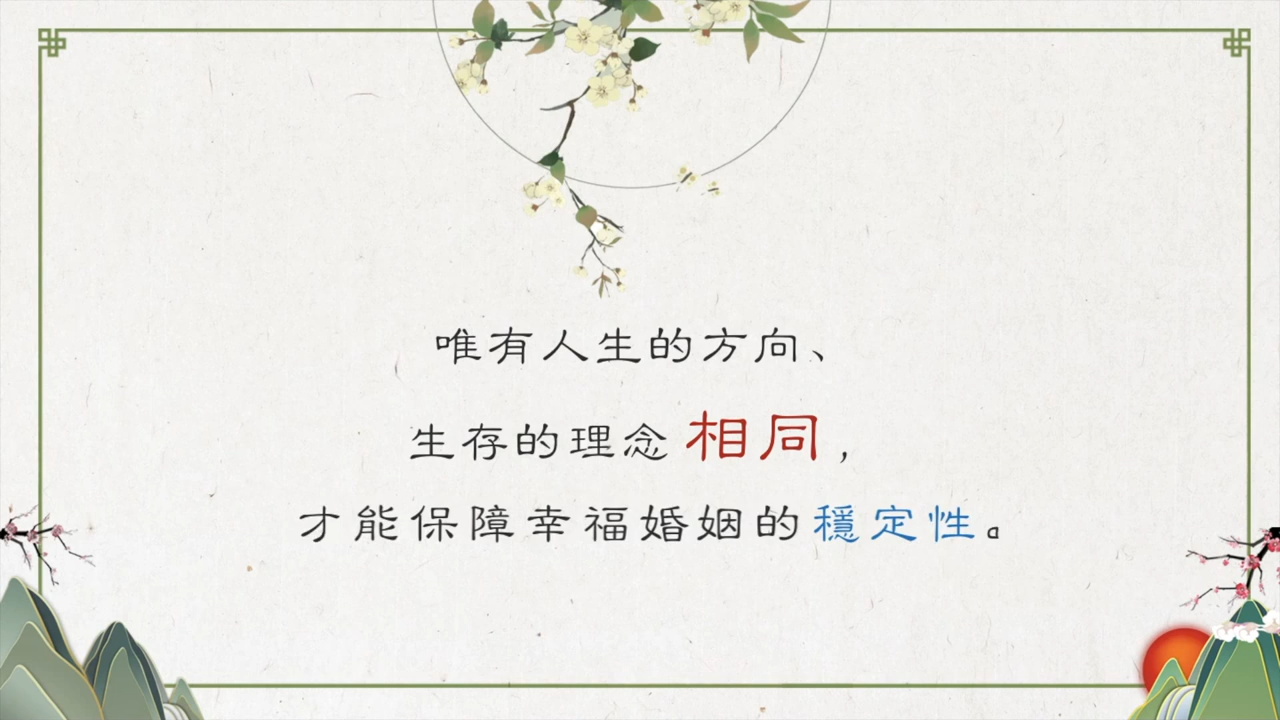 唯有人生的方向、
生存的理念相同，
才能保障幸福婚姻的穩定性。